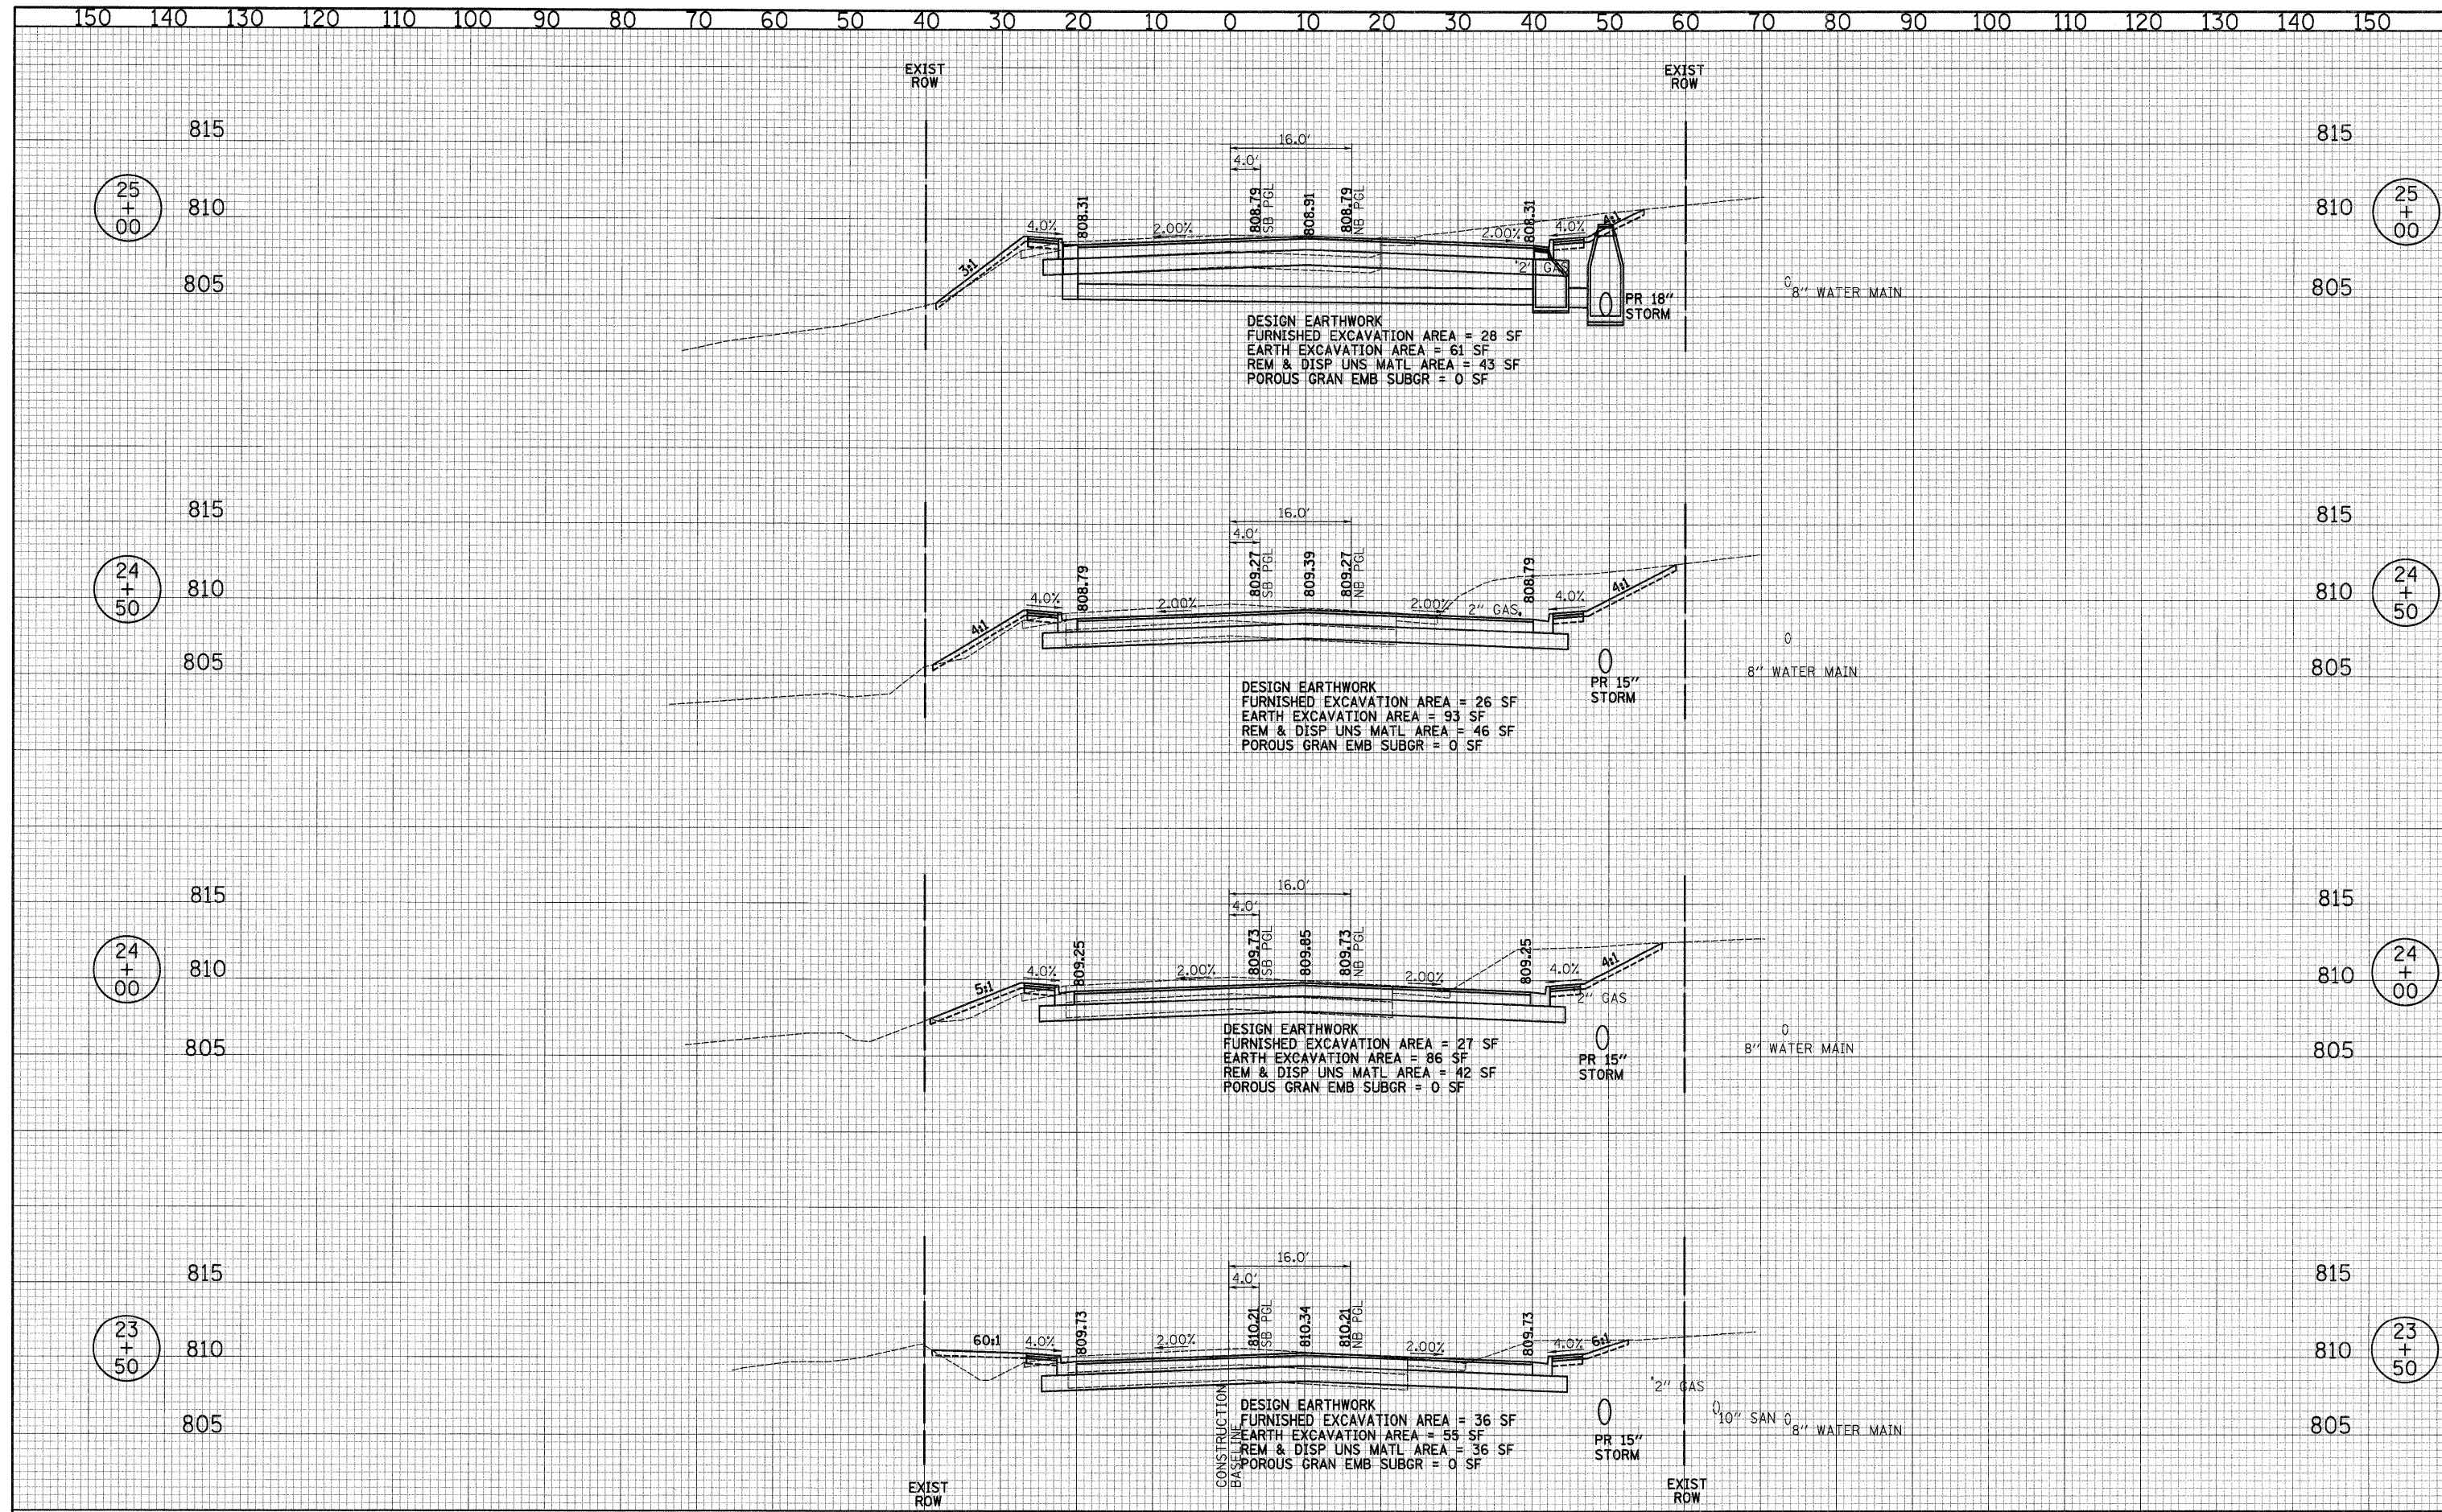 150 140 130 120 110 100 90 80 70 60 50 40 30 20 10 0 10 20 30 40 50 60 70 80 90 100 110 120 130 140 150
EXIST
ROW
EXIST
ROW
815
815
25
+
00
810
805
16.0'
4.0'
3:1
4.0%
808.31
2.00%
808.79
SB PGL
808.91
808.79
NB PGL
2.00%
808.31
4.0%
4:1
2" GAS
PR 18"
STORM
8" WATER MAIN
810
805
25
+
00
DESIGN EARTHWORK
FURNISHED EXCAVATION AREA = 28 SF
EARTH EXCAVATION AREA = 61 SF
REM & DISP UNS MATL AREA = 43 SF
POROUS GRAN EMB SUBGR = 0 SF
815
815
24
+
50
810
805
16.0'
4.0'
4:1
4.0%
808.79
2.00%
809.27
SB PGL
809.39
809.27
NB PGL
2.00%
2" GAS
808.79
4.0%
4:1
PR 15"
STORM
8" WATER MAIN
810
805
24
+
50
DESIGN EARTHWORK
FURNISHED EXCAVATION AREA = 26 SF
EARTH EXCAVATION AREA = 93 SF
REM & DISP UNS MATL AREA = 46 SF
POROUS GRAN EMB SUBGR = 0 SF
815
815
24
+
00
810
805
16.0'
4.0'
5:1
4.0%
809.25
2.00%
809.73
SB PGL
809.85
809.73
NB PGL
2.00%
809.25
4.0%
4:1
2" GAS
PR 15"
STORM
8" WATER MAIN
810
805
24
+
00
DESIGN EARTHWORK
FURNISHED EXCAVATION AREA = 27 SF
EARTH EXCAVATION AREA = 86 SF
REM & DISP UNS MATL AREA = 42 SF
POROUS GRAN EMB SUBGR = 0 SF
815
815
23
+
50
810
805
16.0'
4.0'
60:1
4.0%
809.73
2.00%
810.21
SB PGL
810.34
810.21
NB PGL
2.00%
809.73
4.0%
6:1
2" GAS
PR 15"
STORM
10" SAN
8" WATER MAIN
810
805
23
+
50
CONSTRUCTION
BASELINE
DESIGN EARTHWORK
FURNISHED EXCAVATION AREA = 36 SF
EARTH EXCAVATION AREA = 55 SF
REM & DISP UNS MATL AREA = 36 SF
POROUS GRAN EMB SUBGR = 0 SF
EXIST
ROW
EXIST
ROW